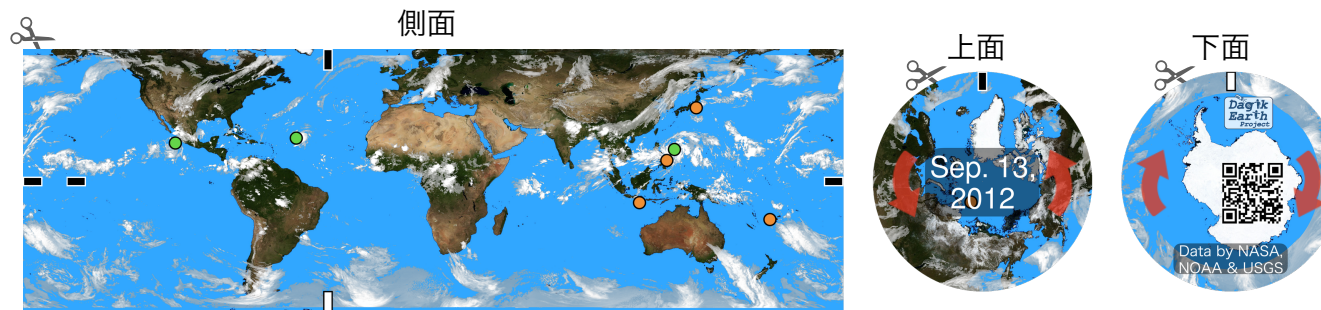 側面
上面
Sep. 13,
2012
下面
Dagik
Earth
Project
Data by NASA,
NOAA & USGS